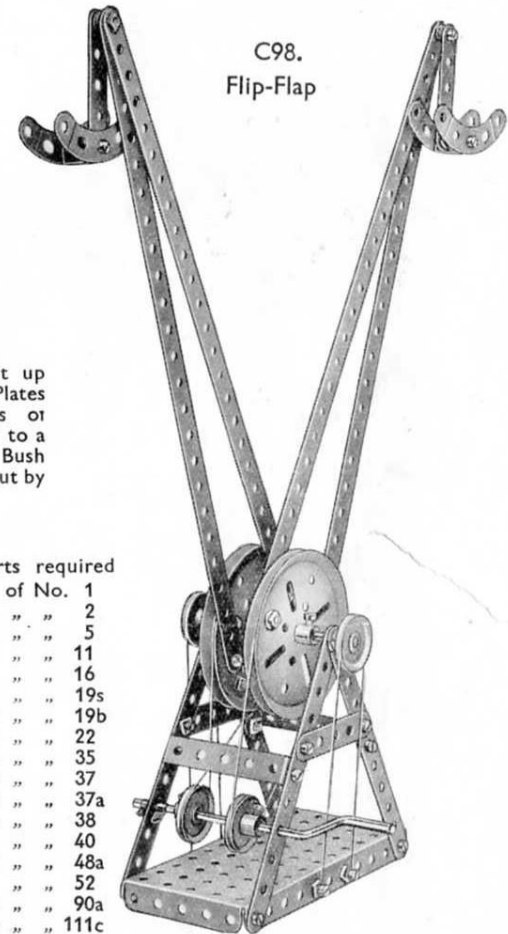 C98.
Flip-Flap
t up
Plates
s or
to a
Bush
ut by
rts required
of No. 1
„ „ 2
„ „ 5
„ „ 11
„ „ 16
„ „ 19s
„ „ 19b
„ „ 22
„ „ 35
„ „ 37
„ „ 37a
„ „ 38
„ „ 40
„ „ 48a
„ „ 52
„ „ 90a
„ „ 111c